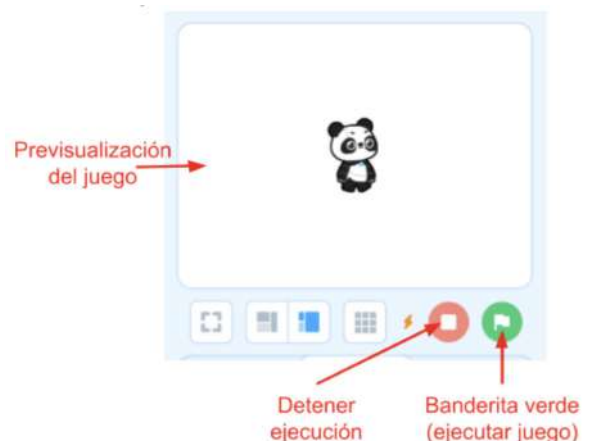 Previsualización
del juego
Detener
ejecución
Banderita verde
(ejecutar juego)